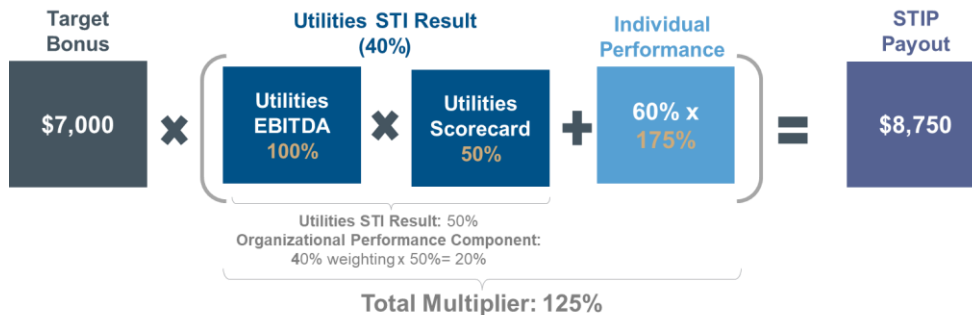 Target
Bonus
Utilities STI Result
(40%)
Individual
Performance
STIP
Payout
$7,000
×
(
Utilities
EBITDA
100%
×
Utilities
Scorecard
50%
+
60% x
175%
)
=
$8,750
Utilities STI Result: 50%
Organizational Performance Component:
40% weighting x 50%= 20%
Total Multiplier: 125%